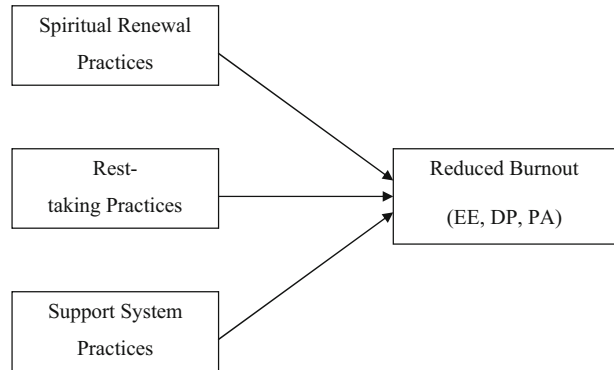 Spiritual Renewal
Practices
Rest-
taking Practices
Support System
Practices
Reduced Burnout
(EE, DP, PA)